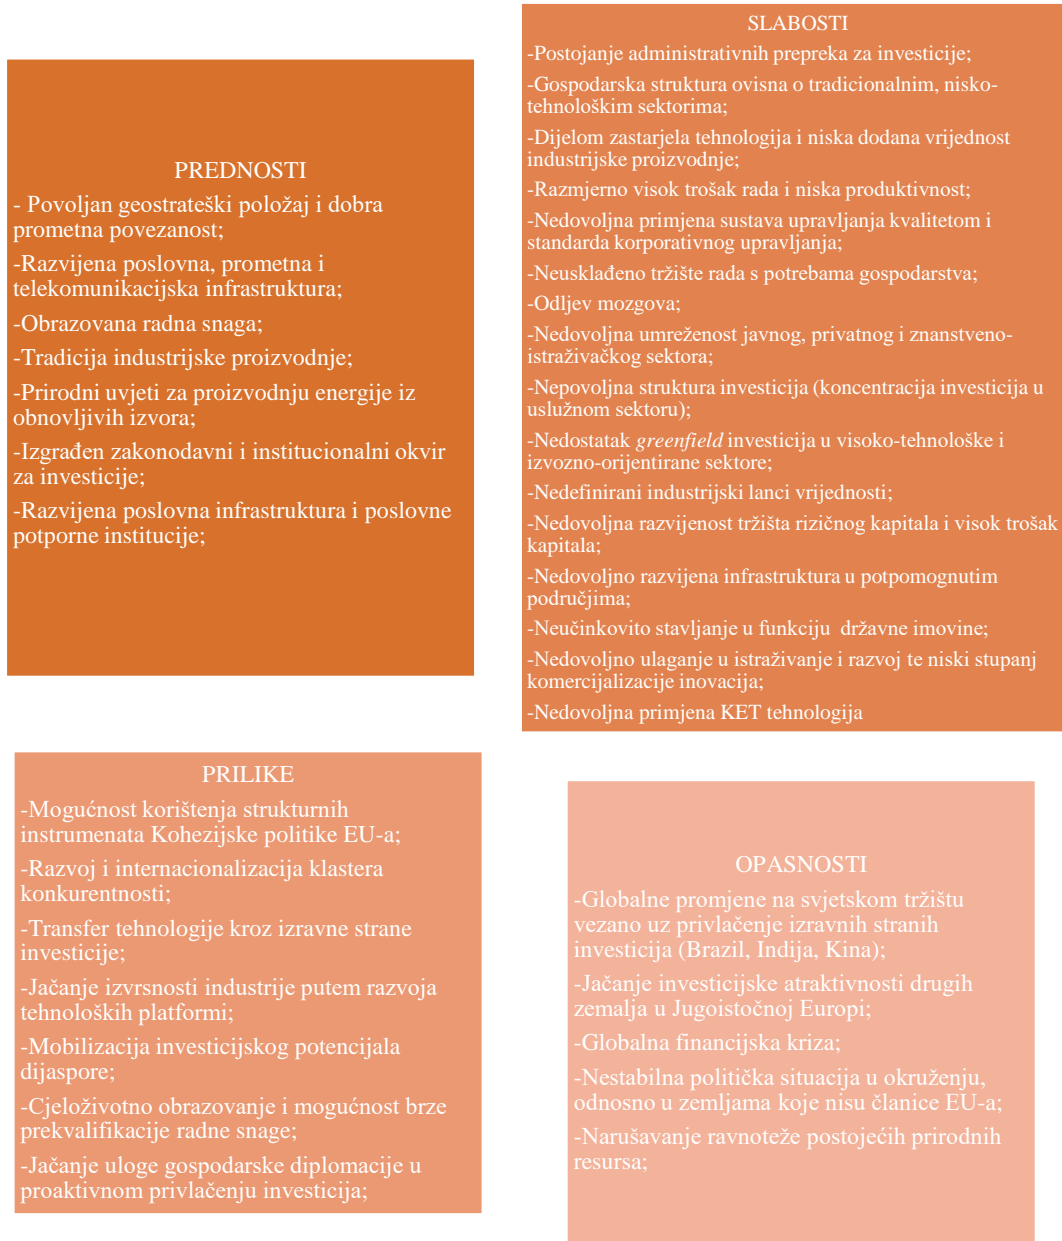 PREDNOSTI
- Povoljan geostrateški položaj i dobra
prometna povezanost;
-Razvijena poslovna, prometna i
telekomunikacijska infrastruktura;
-Obrazovana radna snaga;
-Tradicija industrijske proizvodnje;
-Prirodni uvjeti za proizvodnju energije iz
obnovljivih izvora;
-Izgrađen zakonodavni i institucionalni okvir
za investicije;
-Razvijena poslovna infrastruktura i poslovne
potporne institucije;
SLABOSTI
-Postojanje administrativnih prepreka za investicije;
-Gospodarska struktura ovisna o tradicionalnim, nisko-
tehnološkim sektorima;
-Dijelom zastarjela tehnologija i niska dodana vrijednost
industrijske proizvodnje;
-Razmjerno visok trošak rada i niska produktivnost;
-Nedovoljna primjena sustava upravljanja kvalitetom i
standarda korporativnog upravljanja;
-Neusklađeno tržište rada s potrebama gospodarstva;
-Odljev mozgova;
-Nedovoljna umreženost javnog, privatnog i znanstveno-
istraživačkog sektora;
-Nepovoljna struktura investicija (koncentracija investicija u
uslužnom sektoru);
-Nedostatak greenfield investicija u visoko-tehnološke i
izvozno-orijentirane sektore;
-Nedefinirani industrijski lanci vrijednosti;
-Nedovoljna razvijenost tržišta rizičnog kapitala i visok trošak
kapitala;
-Nedovoljno razvijena infrastruktura u potpomognutim
područjima;
-Neučinkovito stavljanje u funkciju  državne imovine;
-Nedovoljno ulaganje u istraživanje i razvoj te niski stupanj
komercijalizacije inovacija;
-Nedovoljna primjena KET tehnologija
PRILIKE
-Mogućnost korištenja strukturnih
instrumenata Kohezijske politike EU-a;
-Razvoj i internacionalizacija klastera
konkurentnosti;
-Transfer tehnologije kroz izravne strane
investicije;
-Jačanje izvrsnosti industrije putem razvoja
tehnoloških platformi;
-Mobilizacija investicijskog potencijala
dijaspore;
-Cjeloživotno obrazovanje i mogućnost brze
prekvalifikacije radne snage;
-Jačanje uloge gospodarske diplomacije u
proaktivnom privlačenju investicija;
OPASNOSTI
-Globalne promjene na svjetskom tržištu
vezano uz privlačenje izravnih stranih
investicija (Brazil, Indija, Kina);
-Jačanje investicijske atraktivnosti drugih
zemalja u Jugoistočnoj Europi;
-Globalna financijska kriza;
-Nestabilna politička situacija u okruženju,
odnosno u zemljama koje nisu članice EU-a;
-Narušavanje ravnoteže postojećih prirodnih
resursa;